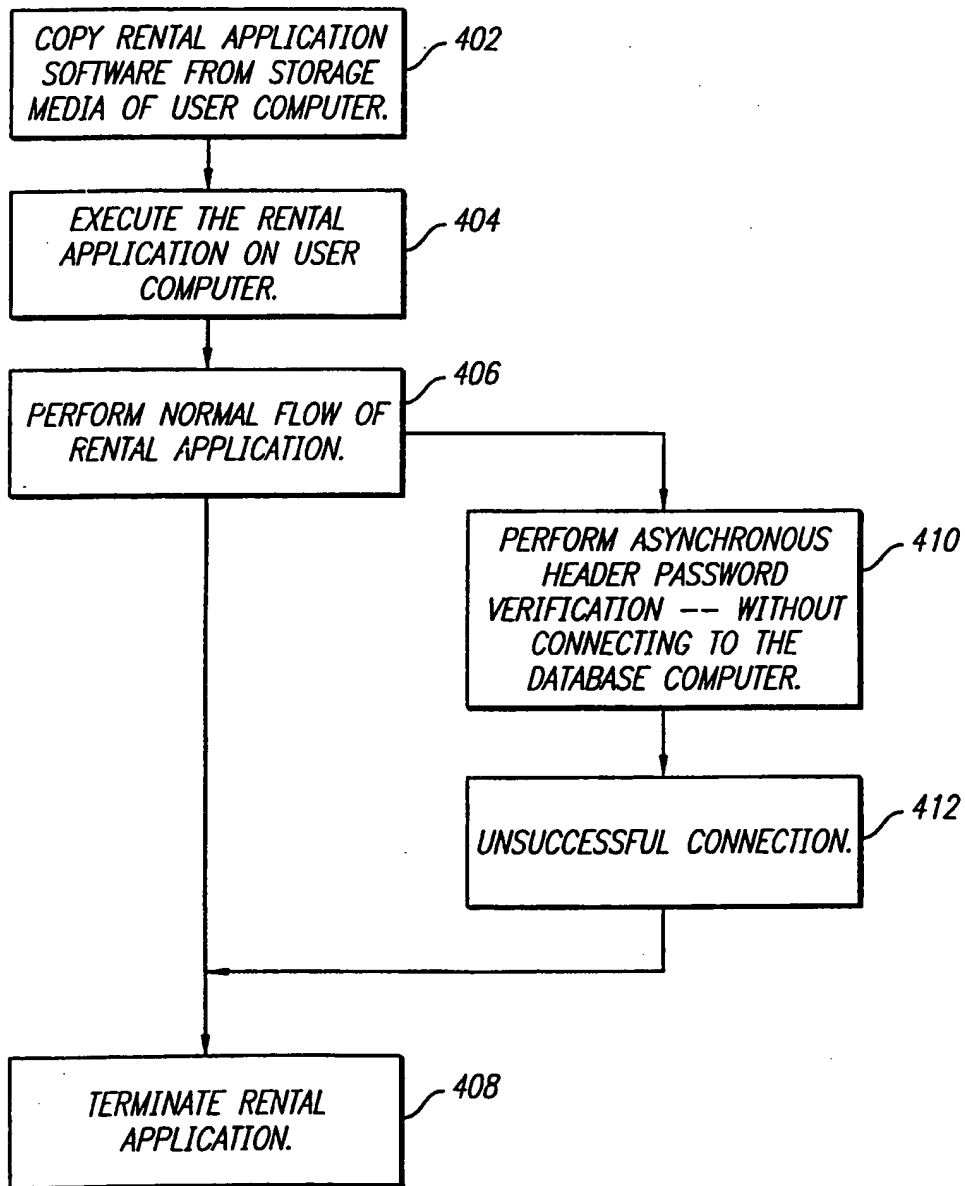 COPY RENTAL APPLICATION
SOFTWARE FROM STORAGE
MEDIA OF USER COMPUTER.
402
EXECUTE THE RENTAL
APPLICATION ON USER
COMPUTER.
404
PERFORM NORMAL FLOW OF
RENTAL APPLICATION.
406
PERFORM ASYNCHRONOUS
HEADER PASSWORD
VERIFICATION -- WITHOUT
CONNECTING TO THE
DATABASE COMPUTER.
410
UNSUCCESSFUL CONNECTION.
412
TERMINATE RENTAL
APPLICATION.
408